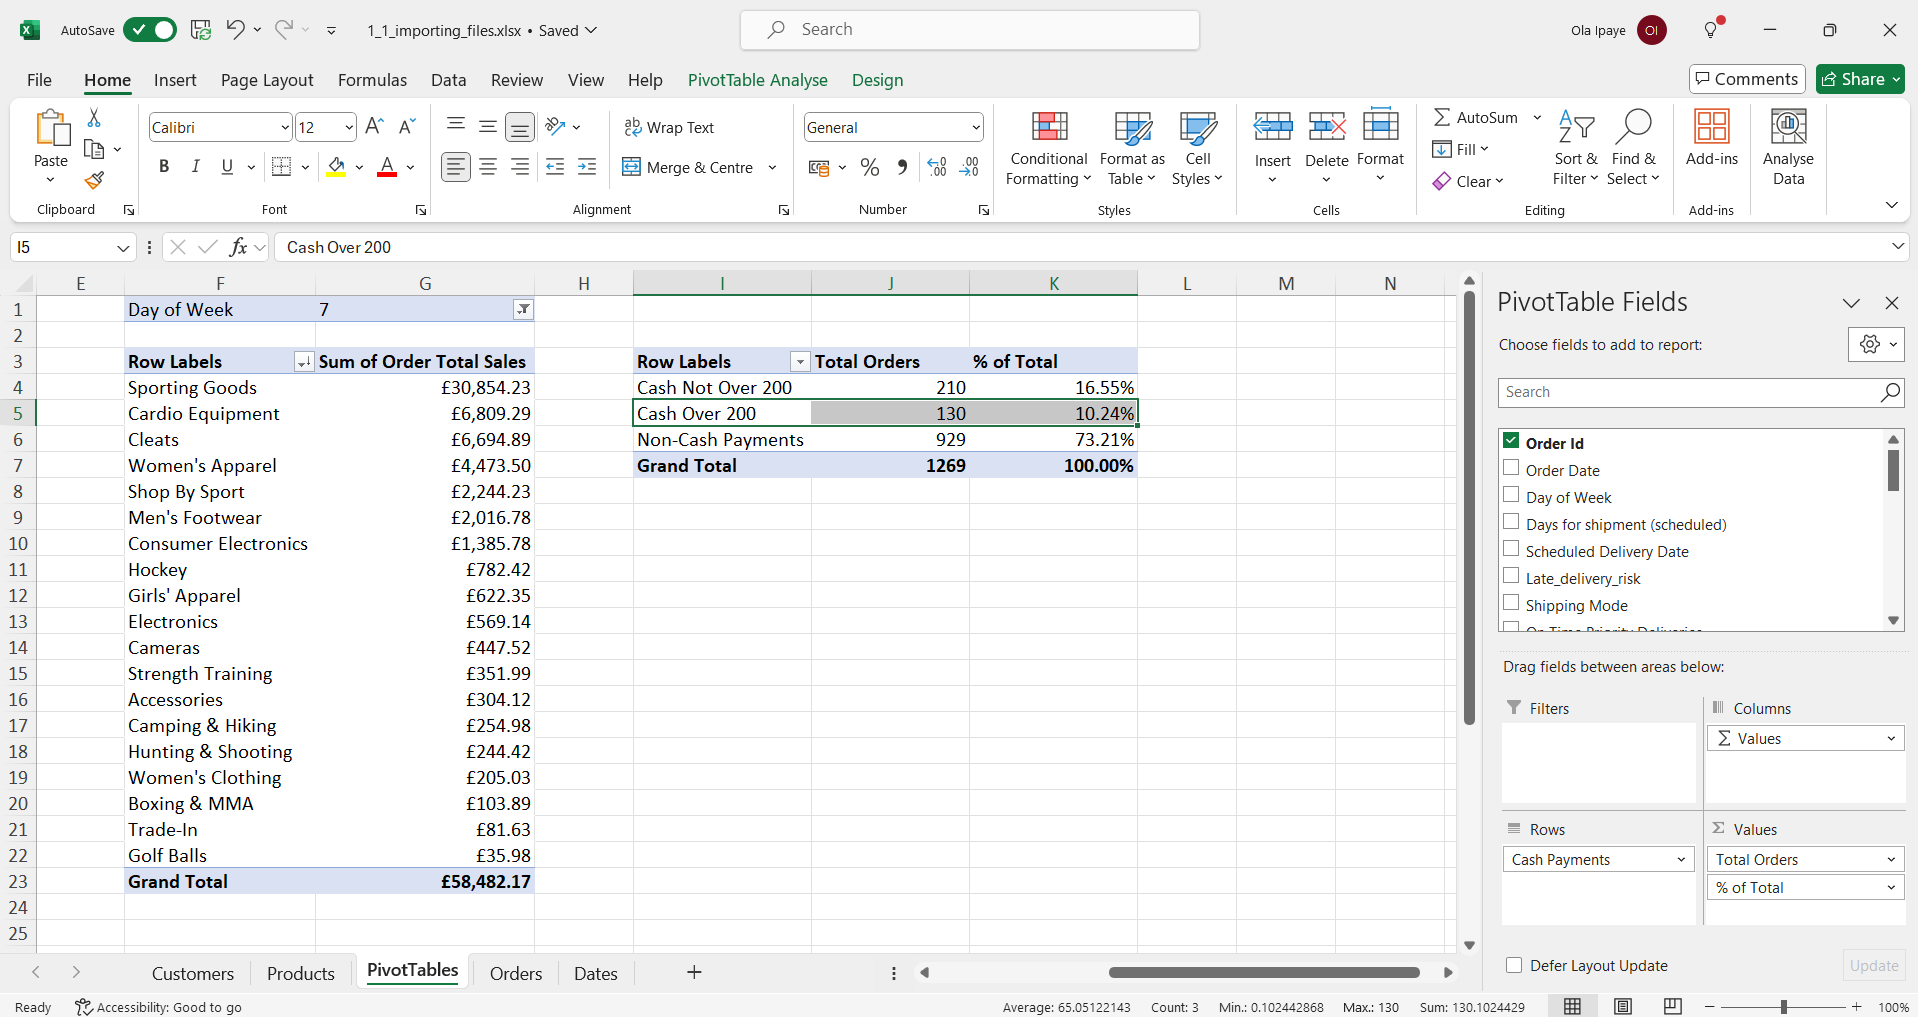 AutoSave
1_1_importing_files.xlsx • Saved
Search
Ola Ipaye
OI
File Home Insert Page Layout Formulas Data Review View Help PivotTable Analyse Design
Comments
Share
Paste
Clipboard
Calibri
12
B I U
Font
Wrap Text
Merge & Centre
Alignment
General
Number
Conditional Formatting
Format as Table
Cell Styles
Styles
Insert
Delete
Format
Cells
AutoSum
Fill
Clear
Sort & Filter
Find & Select
Editing
Add-ins
Add-ins
Analyse Data
I5
fx
Cash Over 200
E F G H I J K L M N
1 Day of Week 7
2
3 Row Labels Sum of Order Total Sales Row Labels Total Orders % of Total
4 Sporting Goods £30,854.23 Cash Not Over 200 210 16.55%
5 Cardio Equipment £6,809.29 Cash Over 200 130 10.24%
6 Cleats £6,694.89 Non-Cash Payments 929 73.21%
7 Women's Apparel £4,473.50 Grand Total 1269 100.00%
8 Shop By Sport £2,244.23
9 Men's Footwear £2,016.78
10 Consumer Electronics £1,385.78
11 Hockey £782.42
12 Girls' Apparel £622.35
13 Electronics £569.14
14 Cameras £447.52
15 Strength Training £351.99
16 Accessories £304.12
17 Camping & Hiking £254.98
18 Hunting & Shooting £244.42
19 Women's Clothing £205.03
20 Boxing & MMA £103.89
21 Trade-In £81.63
22 Golf Balls £35.98
23 Grand Total £58,482.17
24
25
PivotTable Fields
Choose fields to add to report:
Search
Order Id
Order Date
Day of Week
Days for shipment (scheduled)
Scheduled Delivery Date
Late_delivery_risk
Shipping Mode
On Time Priority Deliveries
Drag fields between areas below:
Filters
Columns
Values
Rows
Values
Cash Payments
Total Orders
% of Total
Defer Layout Update
Update
Customers Products PivotTables Orders Dates
Ready
Accessibility: Good to go
Average: 65.05122143 Count: 3 Min.: 0.102442868 Max.: 130 Sum: 130.1024429
100%